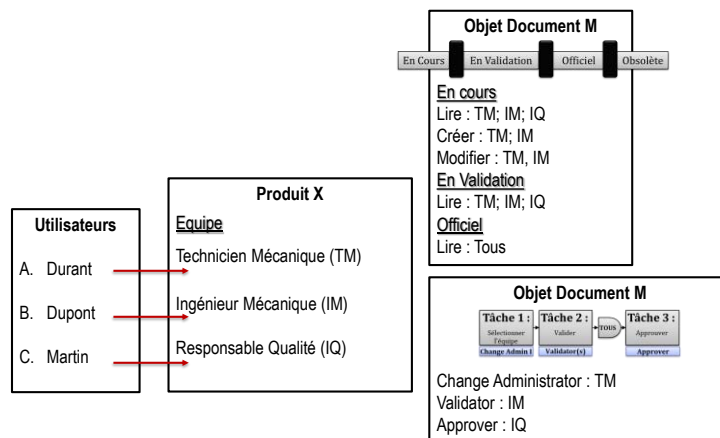 Utilisateurs
A. Durant
B. Dupont
C. Martin
Produit X
Equipe
Technicien Mécanique (TM)
Ingénieur Mécanique (IM)
Responsable Qualité (IQ)
Objet Document M
En Cours
En Validation
Officiel
Obsolète
En cours
Lire : TM; IM; IQ
Créer : TM; IM
Modifier : TM, IM
En Validation
Lire : TM; IM; IQ
Officiel
Lire : Tous
Objet Document M
Tâche 1 :
Sélectionner
l'équipe
Change Admin I
Tâche 2 :
Valider
Validator(s)
TOUS
Tâche 3 :
Approuver
Approver
Change Administrator : TM
Validator : IM
Approver : IQ